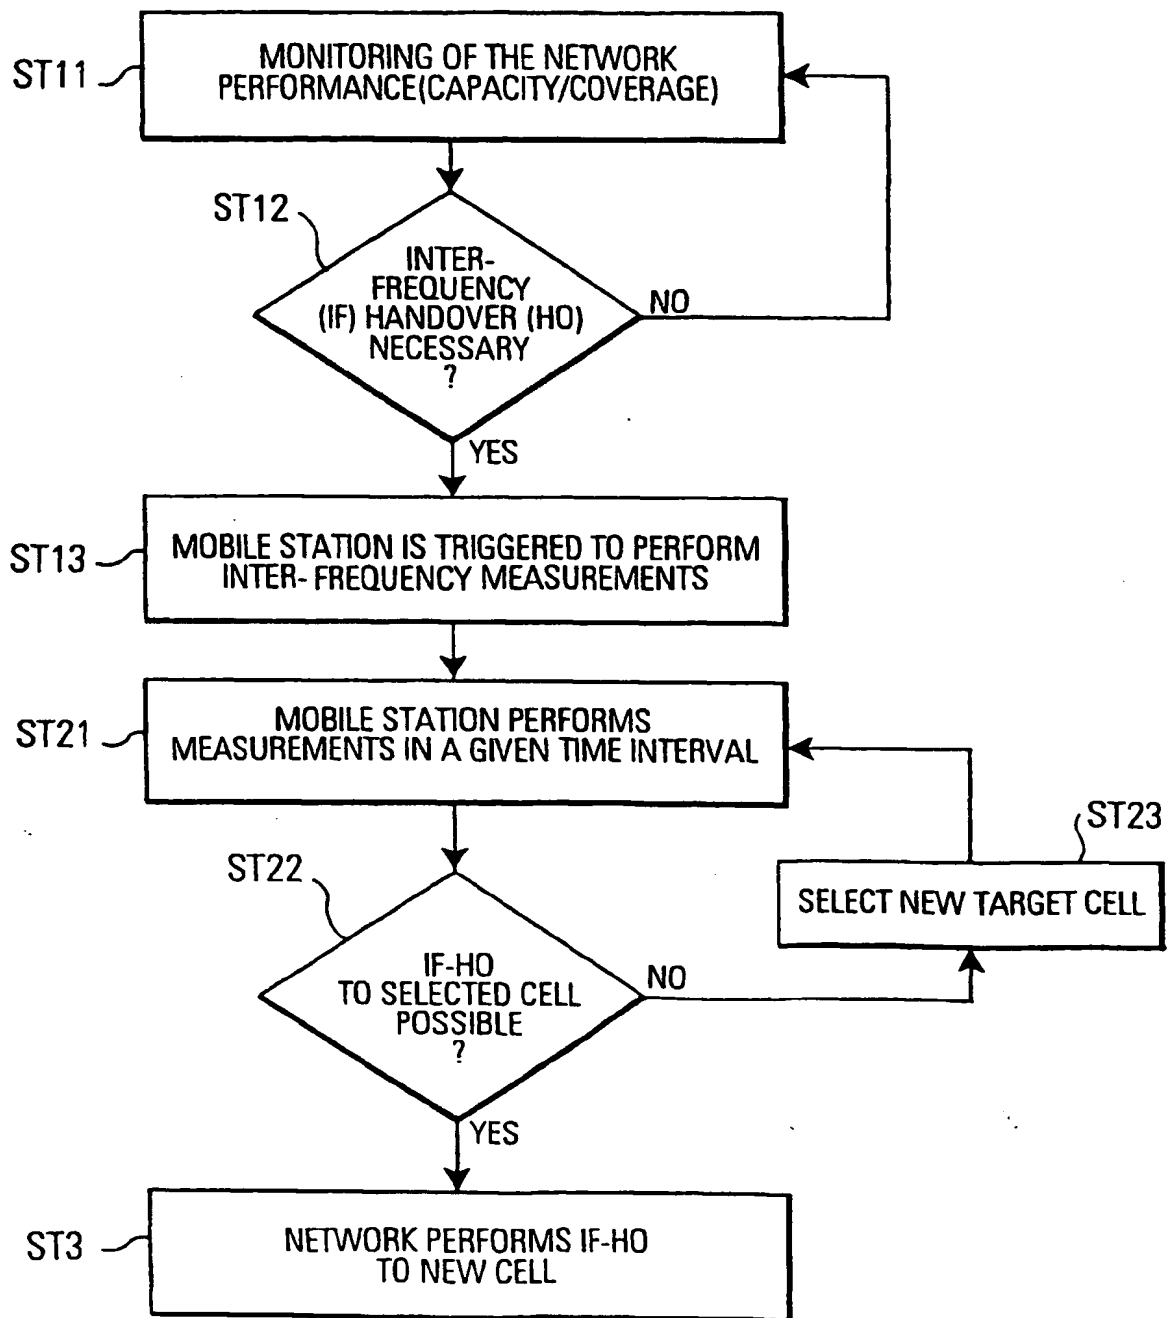 ST11
MONITORING OF THE NETWORK
PERFORMANCE(CAPACITY/COVERAGE)
ST12
INTER-
FREQUENCY
(IF) HANDOVER (HO)
NECESSARY
?
NO
YES
ST13
MOBILE STATION IS TRIGGERED TO PERFORM
INTER- FREQUENCY MEASUREMENTS
ST21
MOBILE STATION PERFORMS
MEASUREMENTS IN A GIVEN TIME INTERVAL
ST23
SELECT NEW TARGET CELL
ST22
IF-HO
TO SELECTED CELL
POSSIBLE
?
NO
YES
ST3
NETWORK PERFORMS IF-HO
TO NEW CELL